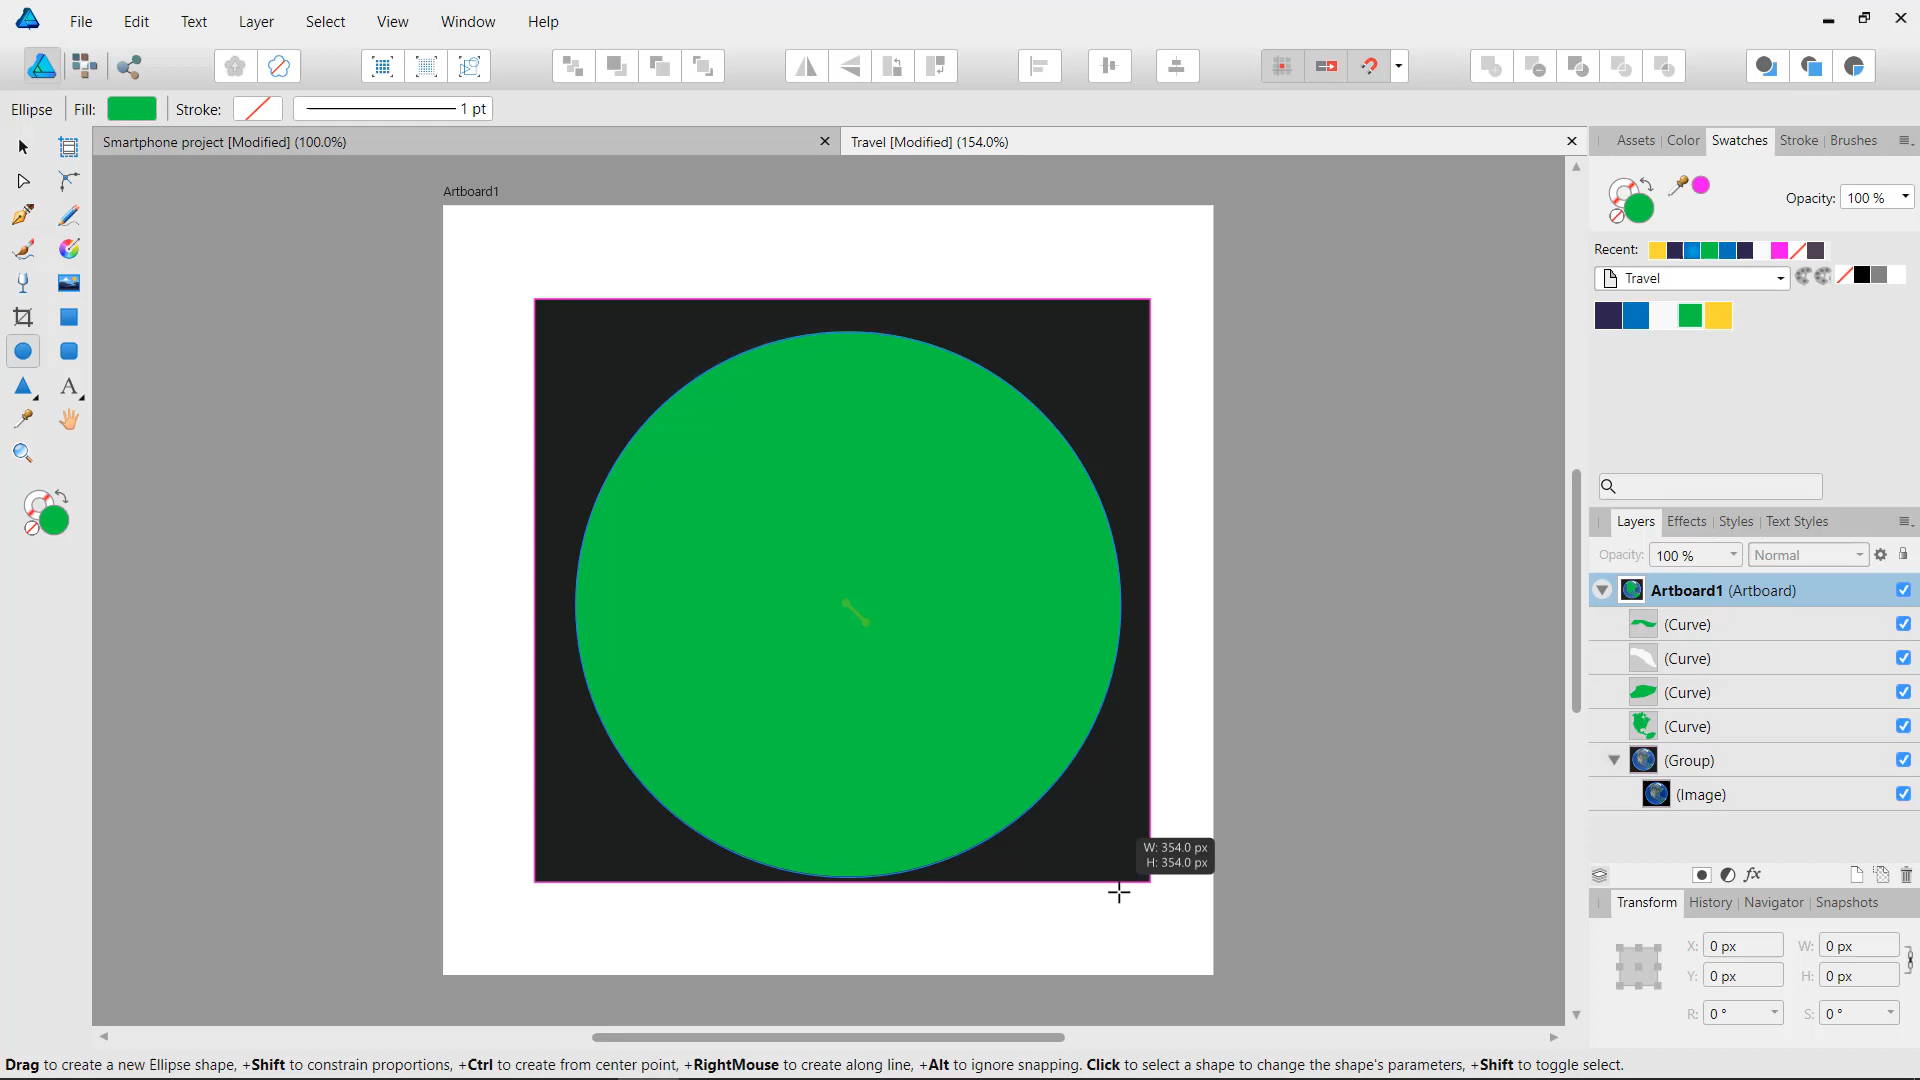 File Edit Text Layer Select View Window Help
Ellipse Fill: Stroke: 1 pt
Smartphone project [Modified] (100.0%)
Travel [Modified] (154.0%)
Artboard1
W: 354.0 px
H: 354.0 px
Assets Color Swatches Stroke Brushes
Opacity: 100 %
Recent:
Travel
Layers Effects Styles Text Styles
Opacity: 100 % Normal
Artboard1 (Artboard)
(Curve)
(Curve)
(Curve)
(Curve)
(Group)
(Image)
fx
Transform History Navigator Snapshots
X: 0 px W: 0 px
Y: 0 px H: 0 px
R: 0 ° S: 0 °
Drag to create a new Ellipse shape, +Shift to constrain proportions, +Ctrl to create from center point, +RightMouse to create along line, +Alt to ignore snapping. Click to select a shape to change the shape's parameters, +Shift to toggle select.